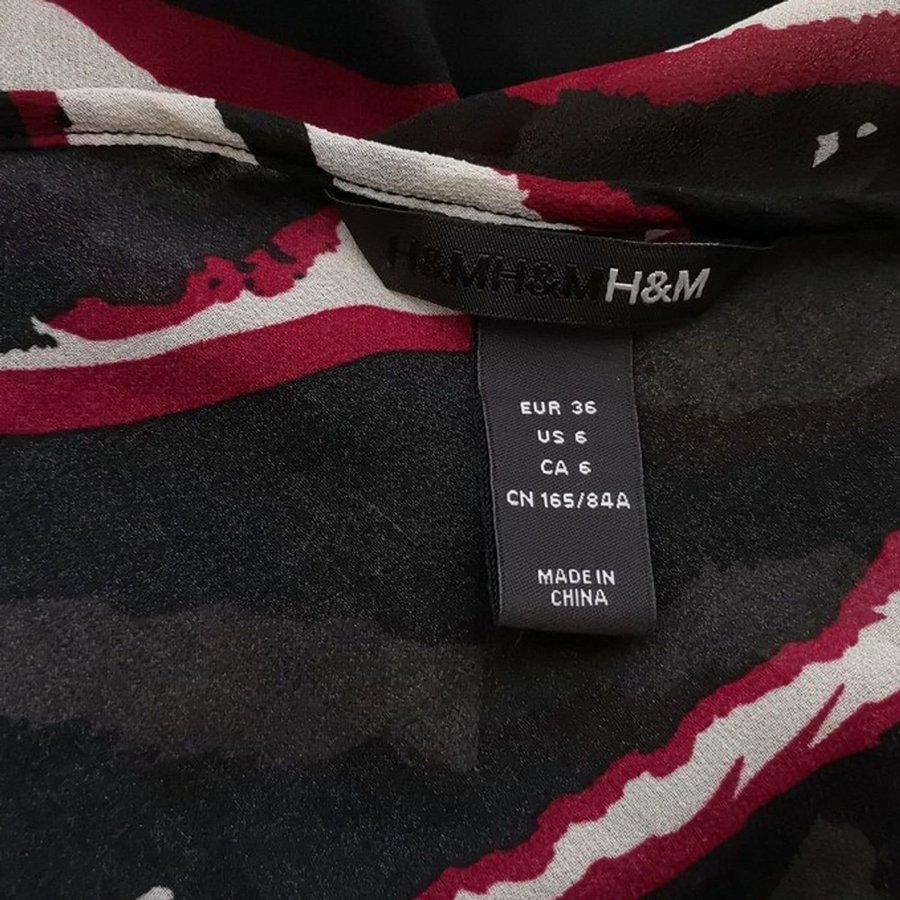 H&MH&MH&M
EUR 36
US 6
CA 6
CN 165/84A
MADE IN
CHINA